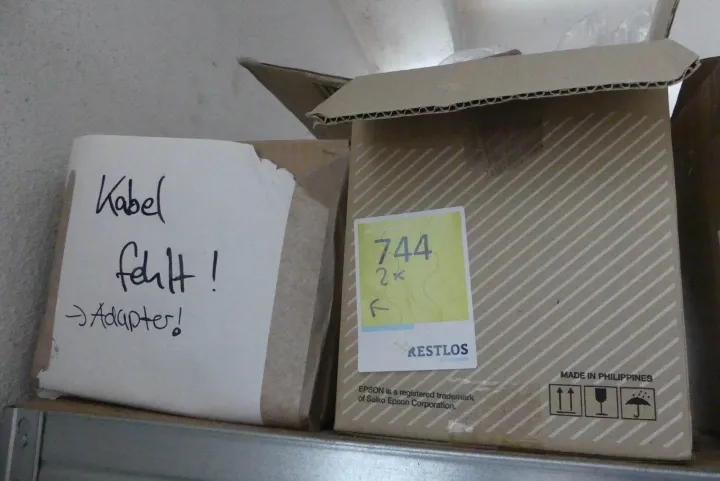 Kabel
fehlt!
→ Adapter!
744
2x
RESTLOS
EPSON is a registered trademark
of Seiko Epson Corporation.
MADE IN PHILIPPINES